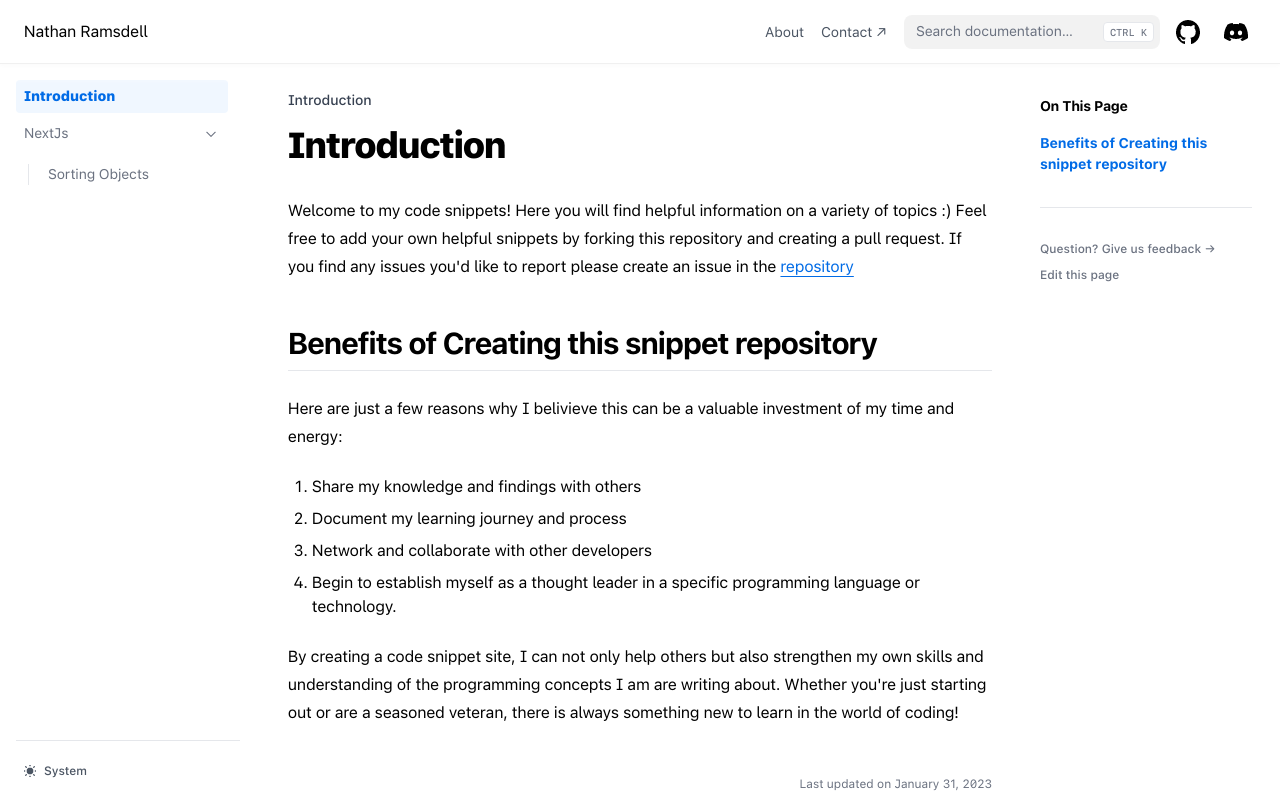 Nathan Ramsdell
About
Contact ↗
Search documentation…
CTRL K
Introduction
NextJs
Sorting Objects
System
Introduction
Introduction
Welcome to my code snippets! Here you will find helpful information on a variety of topics :) Feel
free to add your own helpful snippets by forking this repository and creating a pull request. If
you find any issues you'd like to report please create an issue in the repository
Benefits of Creating this snippet repository
Here are just a few reasons why I belivieve this can be a valuable investment of my time and
energy:
1. Share my knowledge and findings with others
2. Document my learning journey and process
3. Network and collaborate with other developers
4. Begin to establish myself as a thought leader in a specific programming language or
technology.
By creating a code snippet site, I can not only help others but also strengthen my own skills and
understanding of the programming concepts I am are writing about. Whether you're just starting
out or are a seasoned veteran, there is always something new to learn in the world of coding!
Last updated on January 31, 2023
On This Page
Benefits of Creating this
snippet repository
Question? Give us feedback →
Edit this page